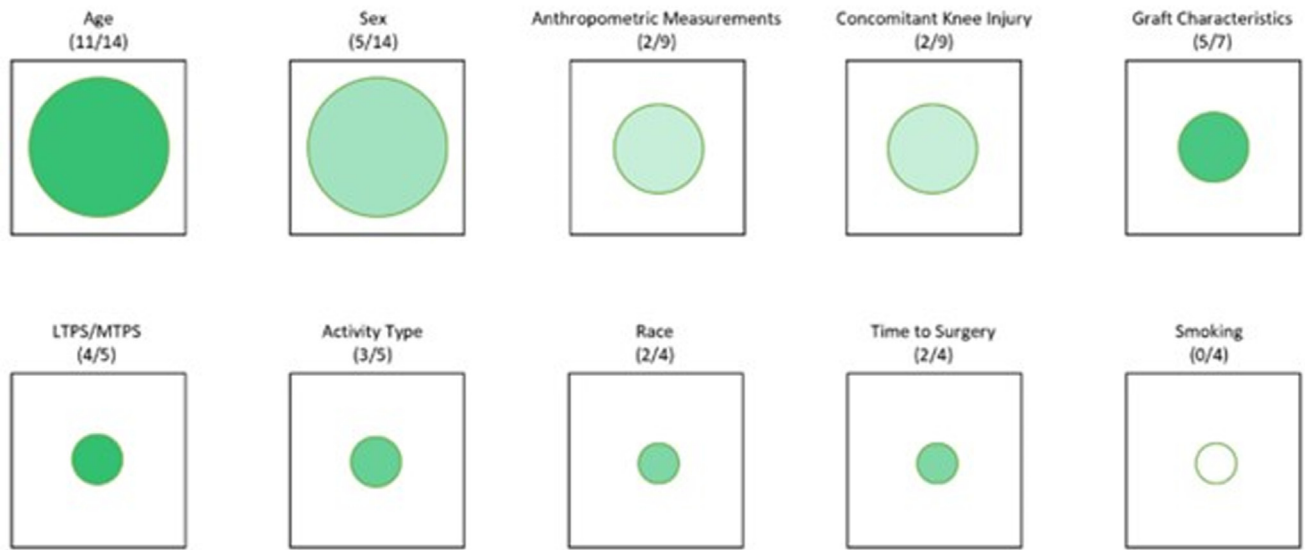 Age
(11/14)
Sex
(5/14)
Anthropometric Measurements
(2/9)
Concomitant Knee Injury
(2/9)
Graft Characteristics
(5/7)
LTPS/MTPS
(4/5)
Activity Type
(3/5)
Race
(2/4)
Time to Surgery
(2/4)
Smoking
(0/4)